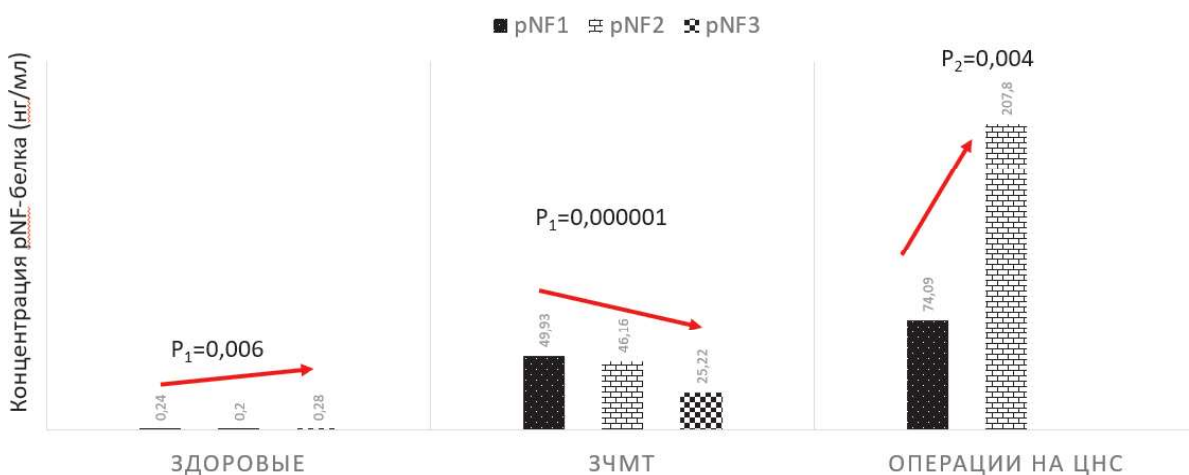 pNF1 pNF2 pNF3
Концентрация pNF-белка (нг/мл)
P₁=0,006
0,24
0,2
0,28
ЗДОРОВЫЕ
P₁=0,000001
49,93
46,16
25,22
ЗЧМТ
P₂=0,004
74,09
207,8
ОПЕРАЦИИ НА ЦНС